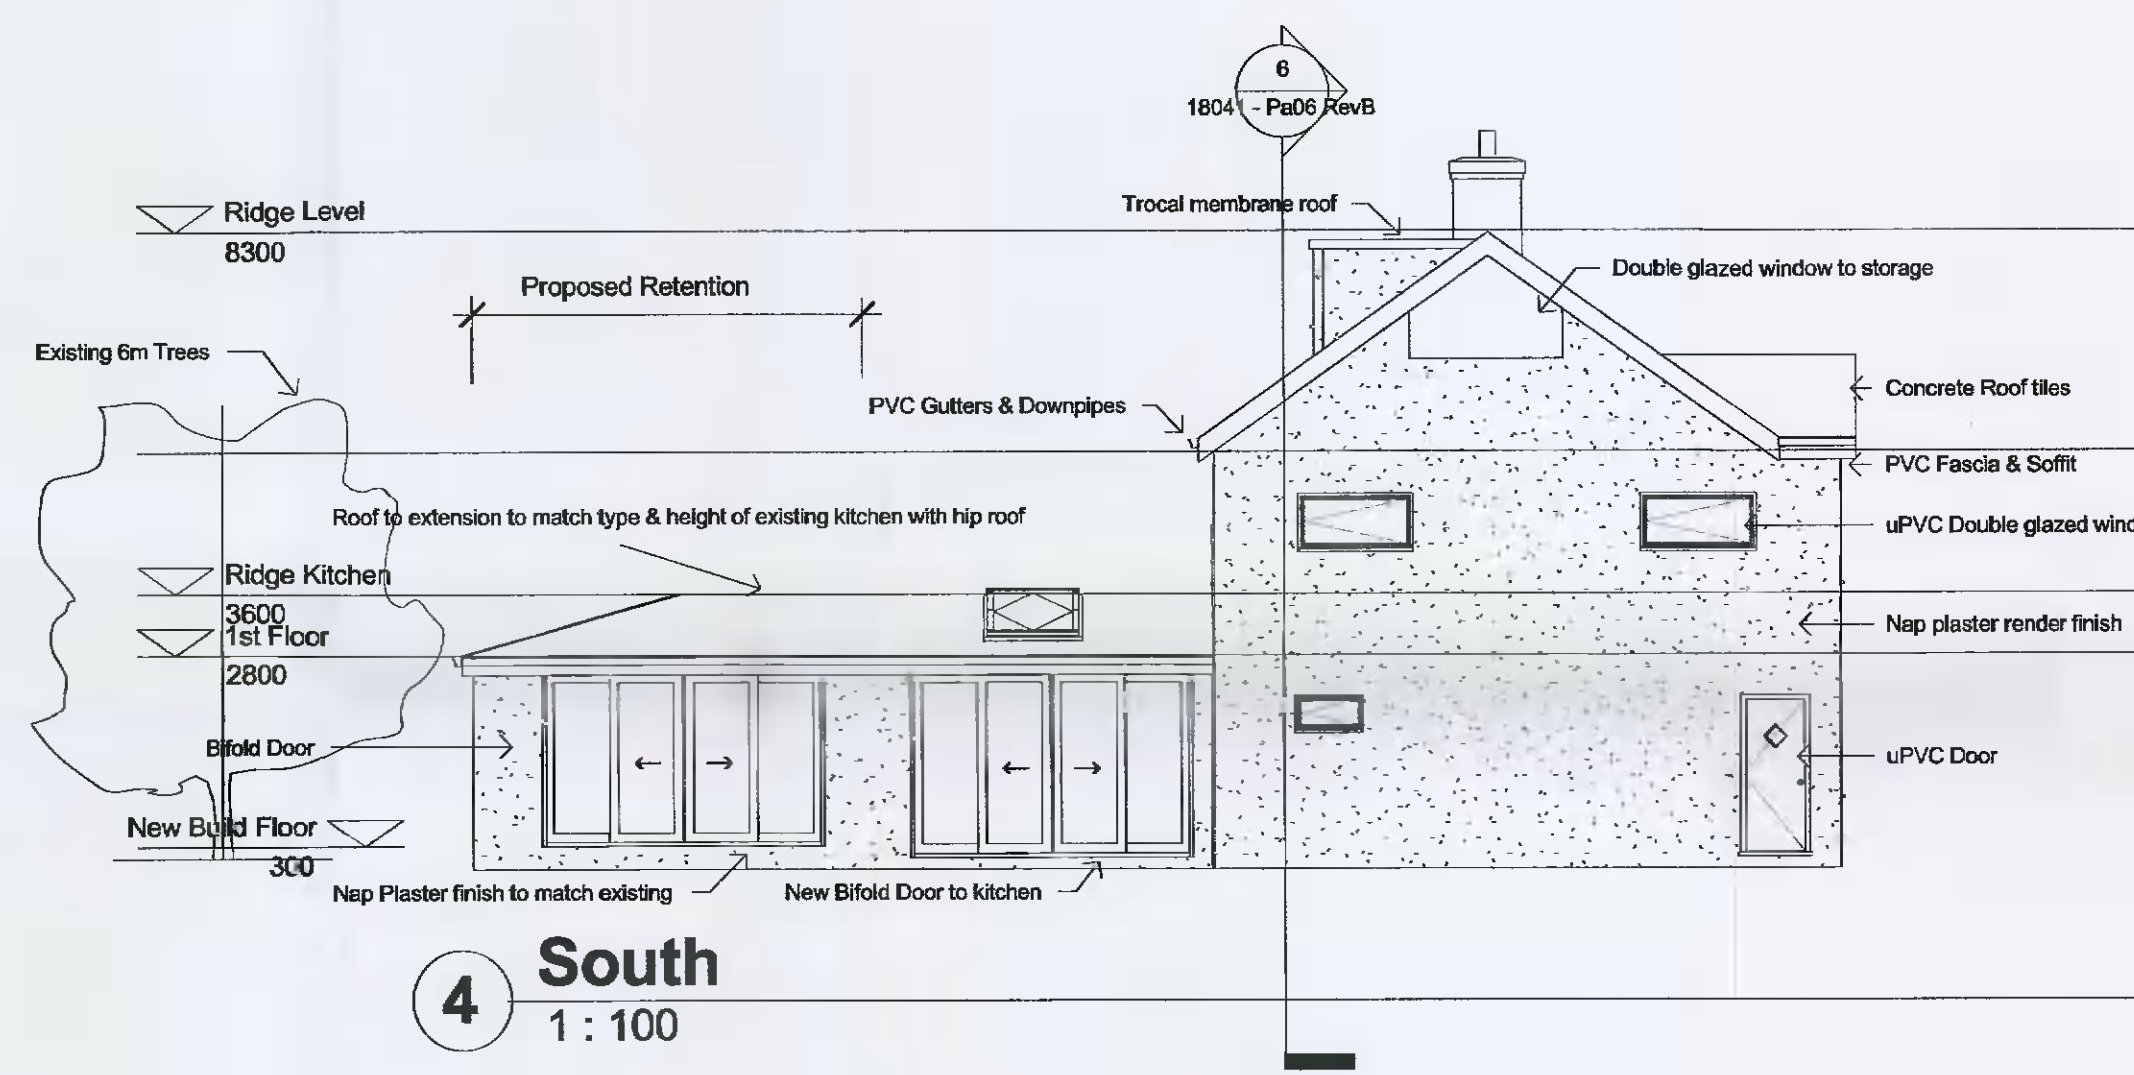 6
18041 - Pa06 RevB
Trocal membrane roof
Ridge Level
8300
Double glazed window to storage
Proposed Retention
Existing 6m Trees
Concrete Roof tiles
PVC Gutters & Downpipes
PVC Fascia & Soffit
Roof to extension to match type & height of existing kitchen with hip roof
uPVC Double glazed wind
Ridge Kitchen
3600
1st Floor
2800
Nap plaster render finish
Bifold Door
uPVC Door
New Build Floor
300
Nap Plaster finish to match existing
New Bifold Door to kitchen
4
South
1 : 100